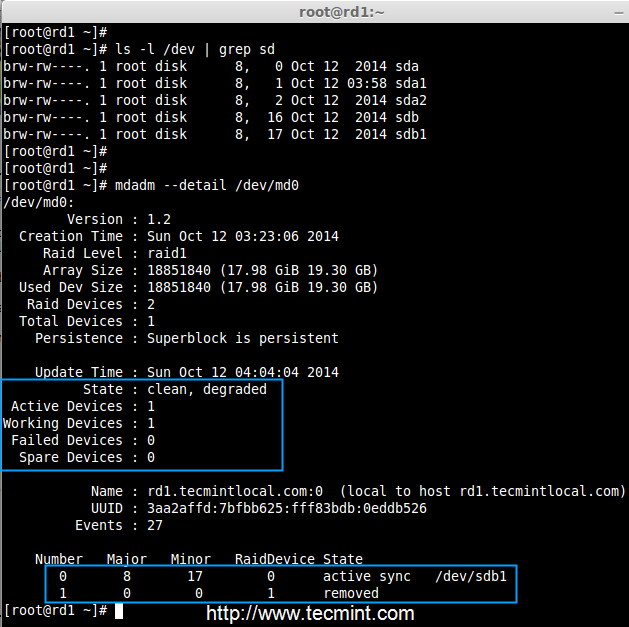 root@rd1:~
[root@rd1 ~]#
[root@rd1 ~]# ls -l /dev | grep sd
brw-rw----. 1 root disk      8,   0 Oct 12  2014 sda
brw-rw----. 1 root disk      8,   1 Oct 12 03:58 sda1
brw-rw----. 1 root disk      8,   2 Oct 12  2014 sda2
brw-rw----. 1 root disk      8,  16 Oct 12  2014 sdb
brw-rw----. 1 root disk      8,  17 Oct 12  2014 sdb1
[root@rd1 ~]#
[root@rd1 ~]#
[root@rd1 ~]# mdadm --detail /dev/md0
/dev/md0:
        Version : 1.2
  Creation Time : Sun Oct 12 03:23:06 2014
     Raid Level : raid1
     Array Size : 18851840 (17.98 GiB 19.30 GB)
  Used Dev Size : 18851840 (17.98 GiB 19.30 GB)
   Raid Devices : 2
  Total Devices : 1
    Persistence : Superblock is persistent
    Update Time : Sun Oct 12 04:04:04 2014
          State : clean, degraded
 Active Devices : 1
Working Devices : 1
 Failed Devices : 0
  Spare Devices : 0
           Name : rd1.tecmintlocal.com:0  (local to host rd1.tecmintlocal.com)
           UUID : 3aa2affd:7bfbb625:fff83bdb:0eddb526
         Events : 27
    Number   Major   Minor   RaidDevice State
       0       8       17        0      active sync   /dev/sdb1
       1       0        0        1      removed
[root@rd1 ~]#
http://www.tecmint.com